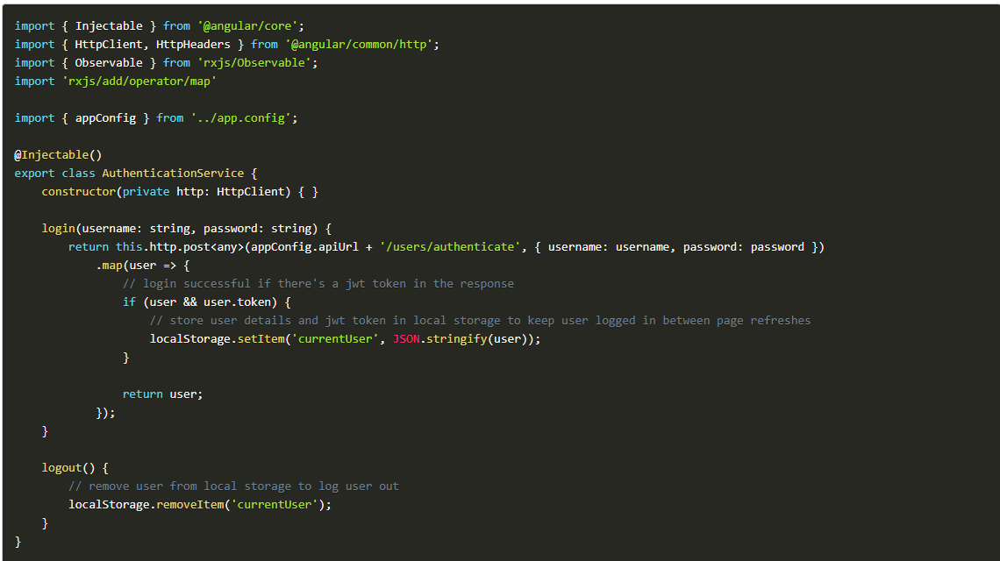 import { Injectable } from '@angular/core';
import { HttpClient, HttpHeaders } from '@angular/common/http';
import { Observable } from 'rxjs/Observable';
import 'rxjs/add/operator/map'

import { appConfig } from '../app.config';

@Injectable()
export class AuthenticationService {
    constructor(private http: HttpClient) { }

    login(username: string, password: string) {
        return this.http.post<any>(appConfig.apiUrl + '/users/authenticate', { username: username, password: password })
            .map(user => {
                // login successful if there's a jwt token in the response
                if (user && user.token) {
                    // store user details and jwt token in local storage to keep user logged in between page refreshes
                    localStorage.setItem('currentUser', JSON.stringify(user));
                }

                return user;
            });
    }

    logout() {
        // remove user from local storage to log user out
        localStorage.removeItem('currentUser');
    }
}